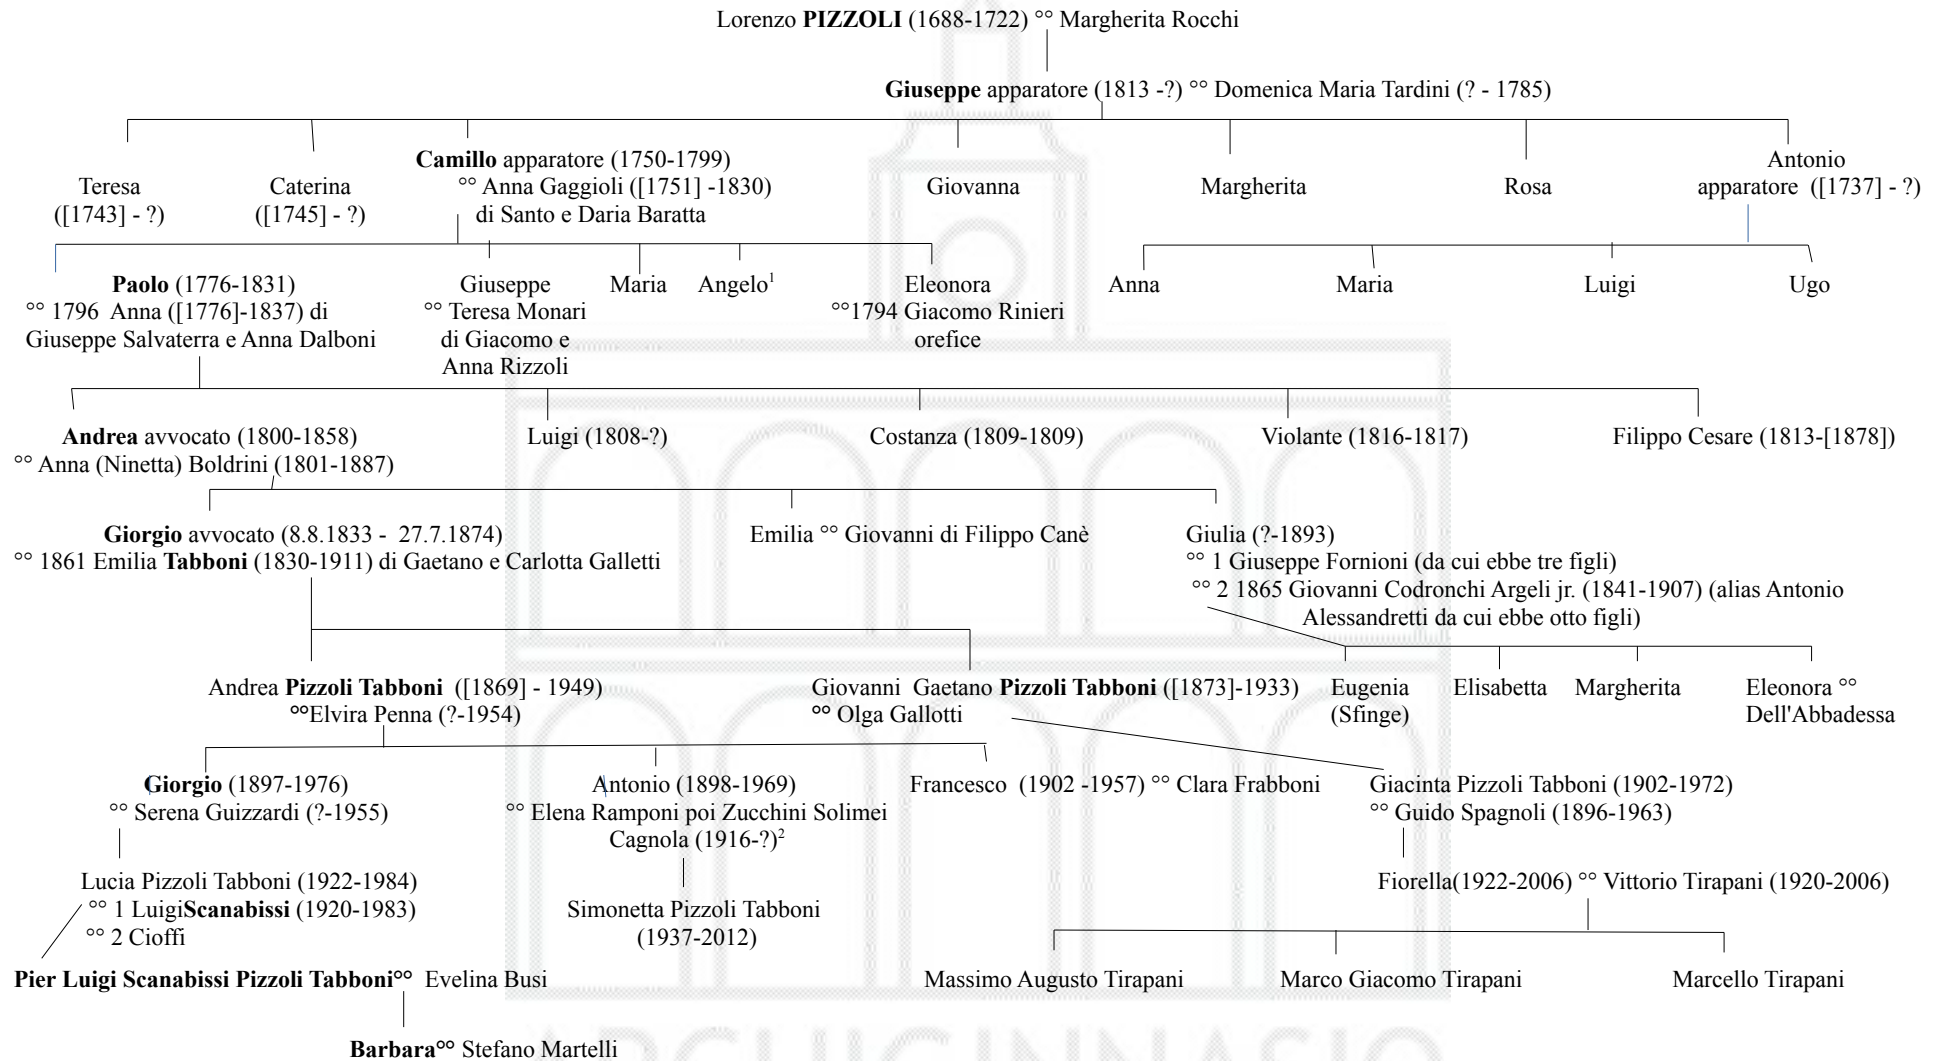 Lorenzo PIZZOLI (1688-1722) °° Margherita Rocchi
Giuseppe apparatore (1813 -?) °° Domenica Maria Tardini (? - 1785)
Teresa
([1743] - ?)
Caterina
([1745] - ?)
Camillo apparatore (1750-1799)
°° Anna Gaggioli ([1751] -1830)
di Santo e Daria Baratta
Giovanna
Margherita
Rosa
Antonio
apparatore ([1737] - ?)
Paolo (1776-1831)
°° 1796 Anna ([1776]-1837) di
Giuseppe Salvaterra e Anna Dalboni
Giuseppe
°° Teresa Monari
di Giacomo e
Anna Rizzoli
Maria
Angelo¹
Eleonora
°°1794 Giacomo Rinieri
orefice
Anna
Maria
Luigi
Ugo
Andrea avvocato (1800-1858)
°° Anna (Ninetta) Boldrini (1801-1887)
Luigi (1808-?)
Costanza (1809-1809)
Violante (1816-1817)
Filippo Cesare (1813-[1878])
Giorgio avvocato (8.8.1833 - 27.7.1874)
°° 1861 Emilia Tabboni (1830-1911) di Gaetano e Carlotta Galletti
Emilia °° Giovanni di Filippo Canè
Giulia (?-1893)
°° 1 Giuseppe Fornioni (da cui ebbe tre figli)
°° 2 1865 Giovanni Codronchi Argeli jr. (1841-1907) (alias Antonio
Alessandretti da cui ebbe otto figli)
Andrea Pizzoli Tabboni ([1869] - 1949)
°°Elvira Penna (?-1954)
Giovanni Gaetano Pizzoli Tabboni ([1873]-1933)
°° Olga Gallotti
Eugenia
(Sfinge)
Elisabetta
Margherita
Eleonora °°
Dell'Abbadessa
Giorgio (1897-1976)
°° Serena Guizzardi (?-1955)
Antonio (1898-1969)
°° Elena Ramponi poi Zucchini Solimei
Cagnola (1916-?)²
Francesco (1902 -1957) °° Clara Frabboni
Giacinta Pizzoli Tabboni (1902-1972)
°° Guido Spagnoli (1896-1963)
Lucia Pizzoli Tabboni (1922-1984)
°° 1 LuigiScanabissi (1920-1983)
°° 2 Cioffi
Simonetta Pizzoli Tabboni
(1937-2012)
Fiorella(1922-2006) °° Vittorio Tirapani (1920-2006)
Pier Luigi Scanabissi Pizzoli Tabboni°° Evelina Busi
Massimo Augusto Tirapani
Marco Giacomo Tirapani
Marcello Tirapani
Barbara°° Stefano Martelli
ARCHIGINNASIO